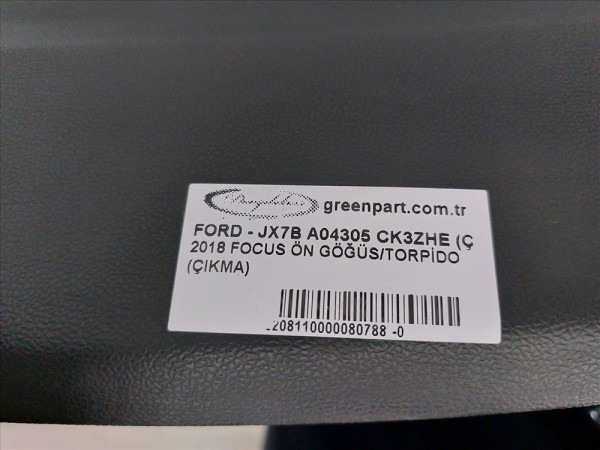 greenpart.com.tr
FORD - JX7B A04305 CK3ZHE (Ç
2018 FOCUS ÖN GÖĞÜS/TORPİDO
(ÇIKMA)
208110000080788 -0